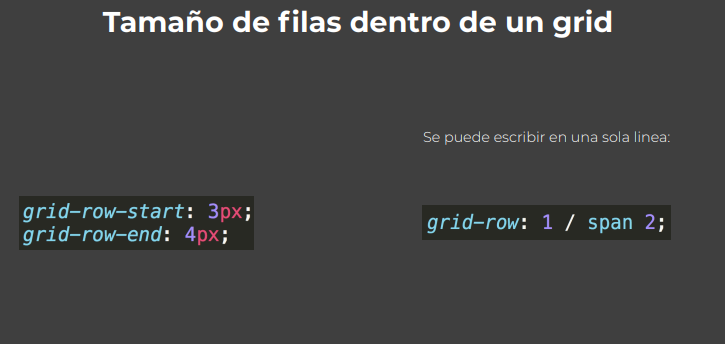 Tamaño de filas dentro de un grid
Se puede escribir en una sola linea:
grid-row-start: 3px;
grid-row-end: 4px;
grid-row: 1 / span 2;